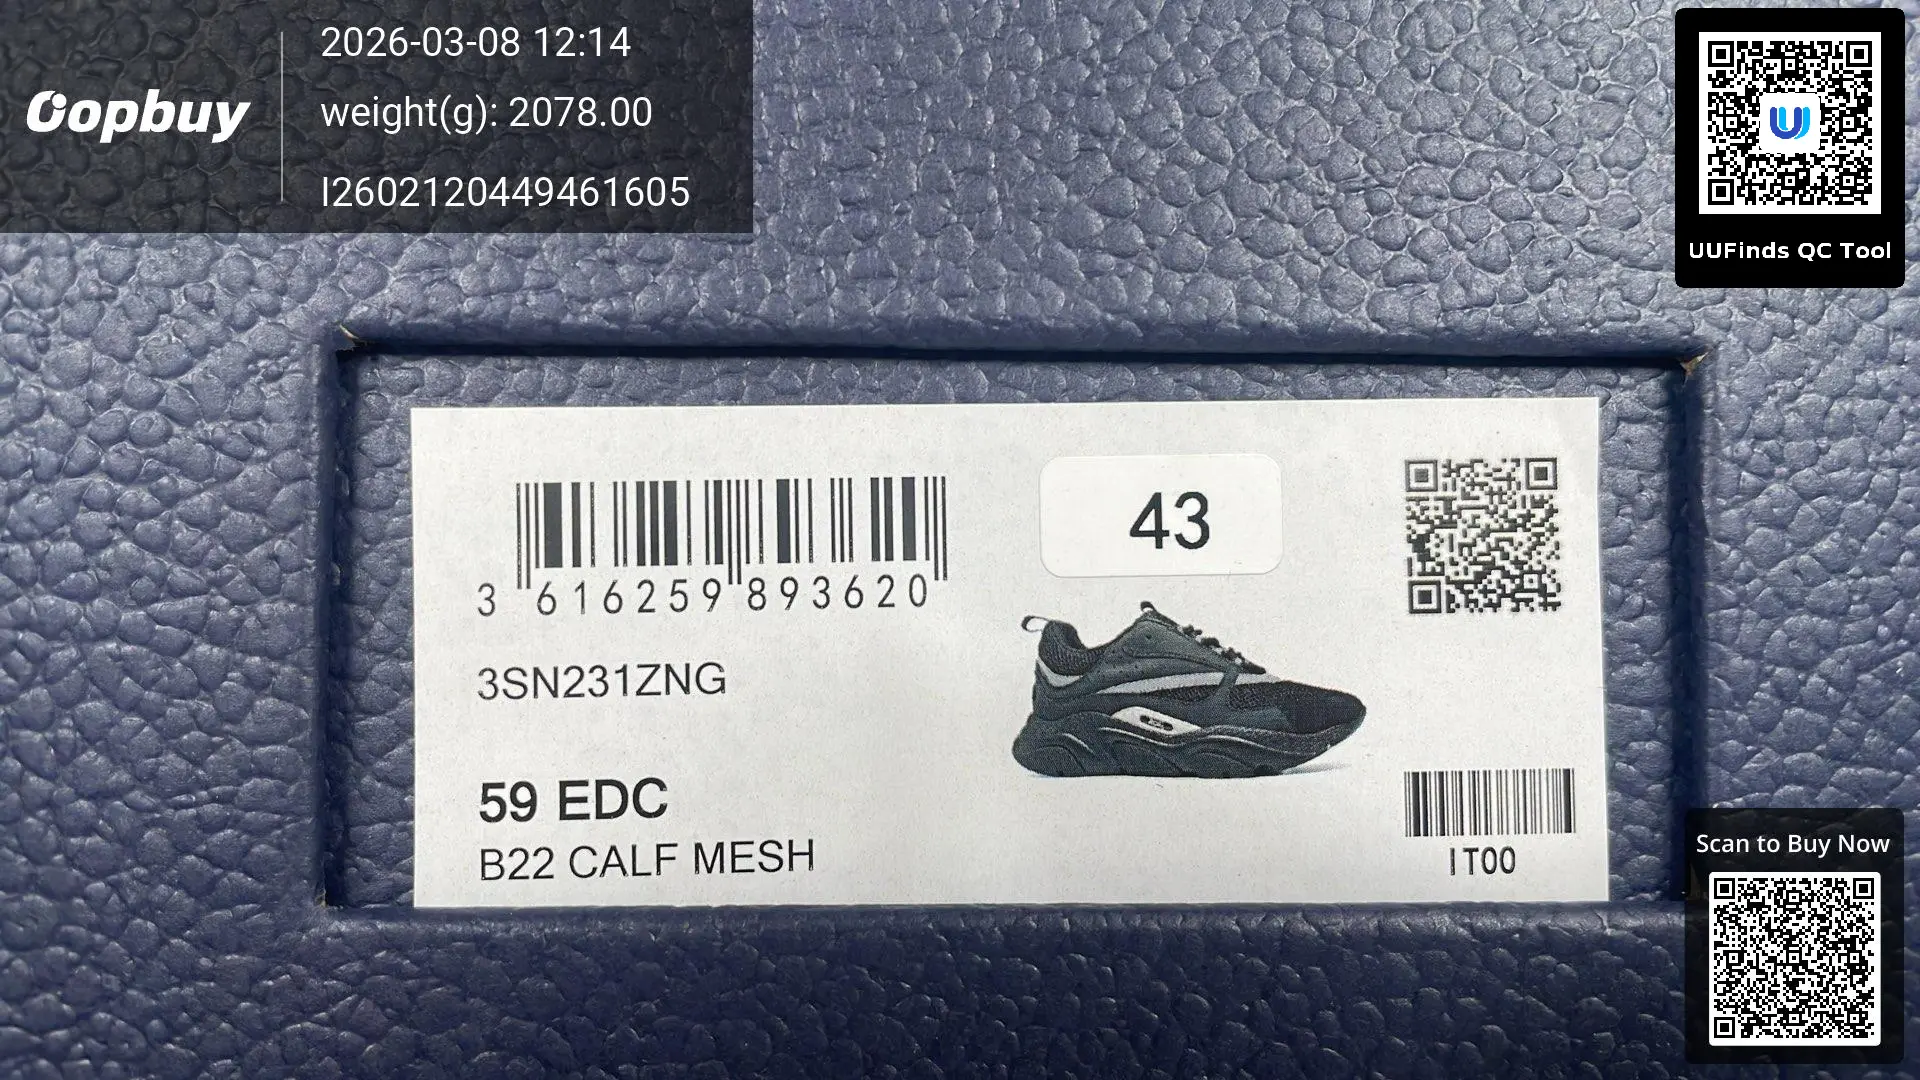 Oopbuy
2026-03-08 12:14
weight(g): 2078.00
I2602120449461605
UUFinds QC Tool
43
3 616259 893620
3SN231ZNG
59 EDC
B22 CALF MESH
IT00
Scan to Buy Now